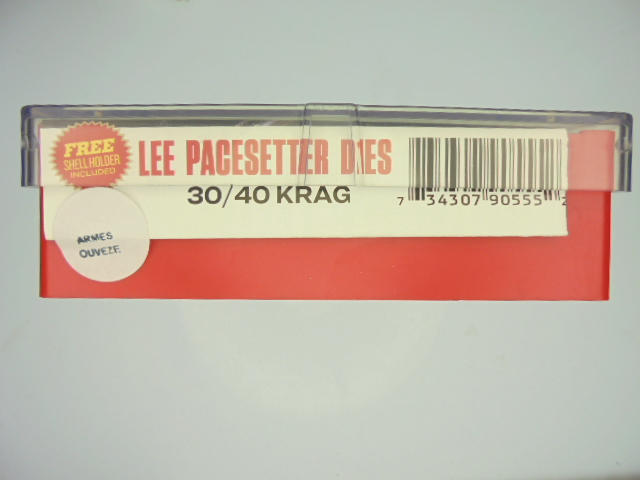 FREE
SHELL HOLDER
INCLUDED
LEE PACESETTER DIES
30/40 KRAG
7 34307 90555 2
ARMES
OUVEZE